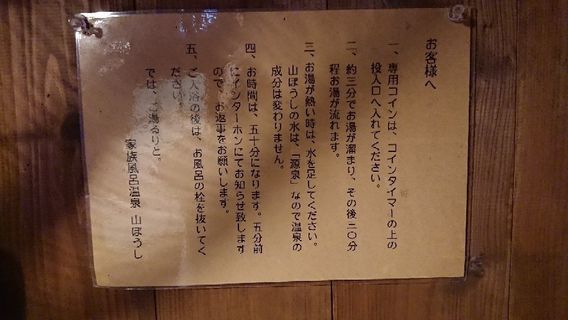 お客様へ
一、専用コインは、コインタイマーの上の
投入口へ入れてください。
二、約三分でお湯が溜まり、その後二〇分
程お湯が流れます。
三、お湯が熱い時は、水を足してください。
山ぼうしの水は、「源泉」なので温泉の
成分は変わりません。
四、お時間は、五十分になります。五分前
にインターホンにてお知らせ致します
ので、お返事をお願いします。
五、ご入浴の後は、お風呂の栓を抜いてく
ださい。
では、ご湯るりと、
家族風呂温泉 山ぼうし